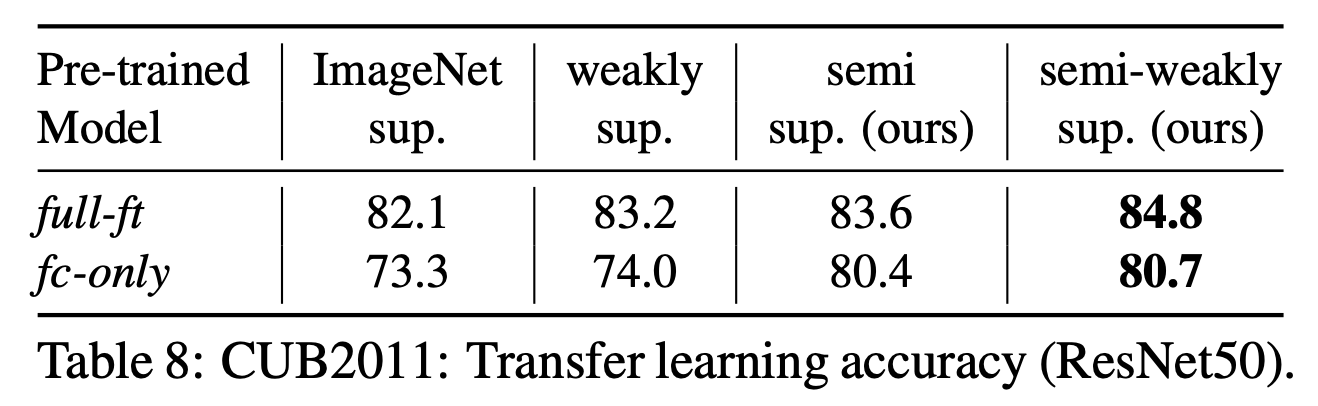 Pre-trained ImageNet weakly semi semi-weakly
Model sup. sup. sup. (ours) sup. (ours)
full-ft 82.1 83.2 83.6 84.8
fc-only 73.3 74.0 80.4 80.7
Table 8: CUB2011: Transfer learning accuracy (ResNet50).